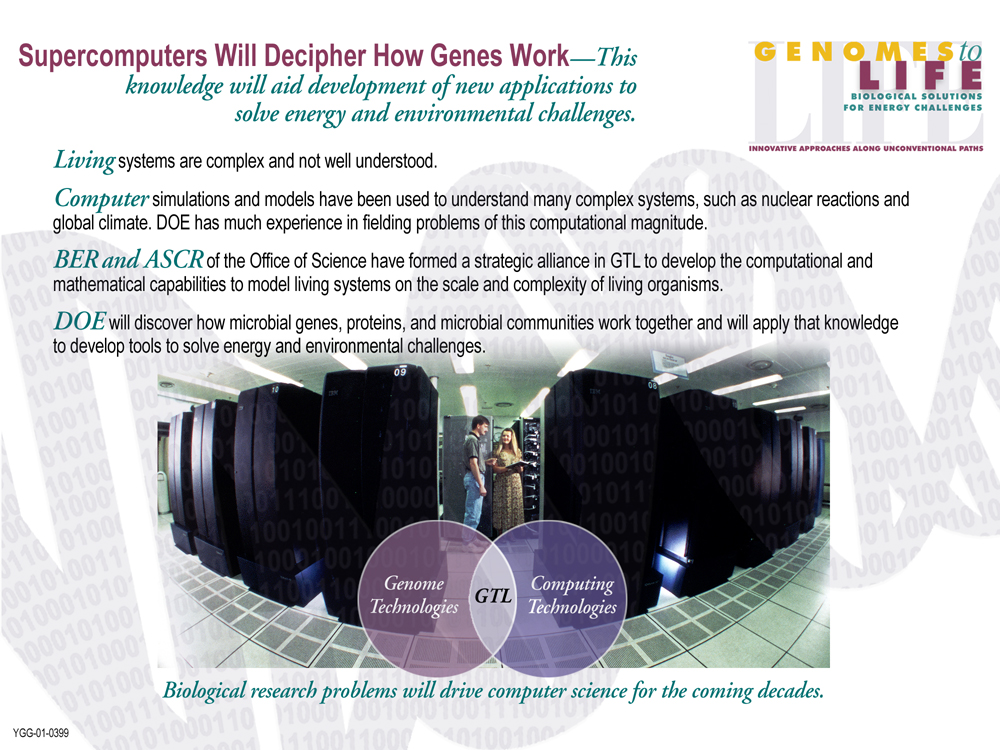 Supercomputers Will Decipher How Genes Work—This
knowledge will aid development of new applications to
solve energy and environmental challenges.
GENOMES to
LIFE
BIOLOGICAL SOLUTIONS
FOR ENERGY CHALLENGES
INNOVATIVE APPROACHES ALONG UNCONVENTIONAL PATHS
Living systems are complex and not well understood.
Computer simulations and models have been used to understand many complex systems, such as nuclear reactions and
global climate. DOE has much experience in fielding problems of this computational magnitude.
BER and ASCR of the Office of Science have formed a strategic alliance in GTL to develop the computational and
mathematical capabilities to model living systems on the scale and complexity of living organisms.
DOE will discover how microbial genes, proteins, and microbial communities work together and will apply that knowledge
to develop tools to solve energy and environmental challenges.
10
09
08
Genome
Technologies
GTL
Computing
Technologies
Biological research problems will drive computer science for the coming decades.
YGG-01-0399